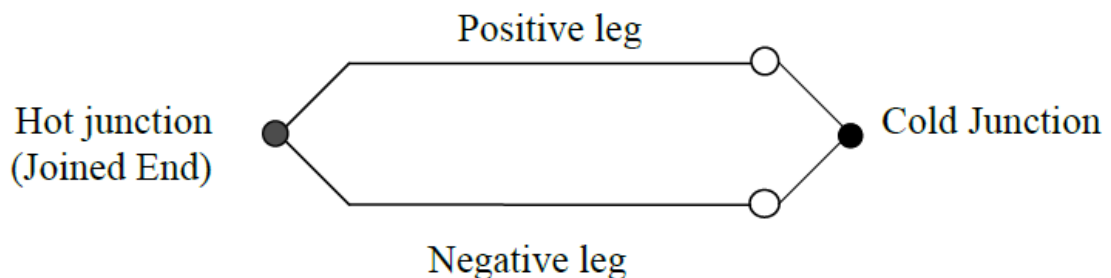 Positive leg
Hot junction
(Joined End)
Cold Junction
Negative leg